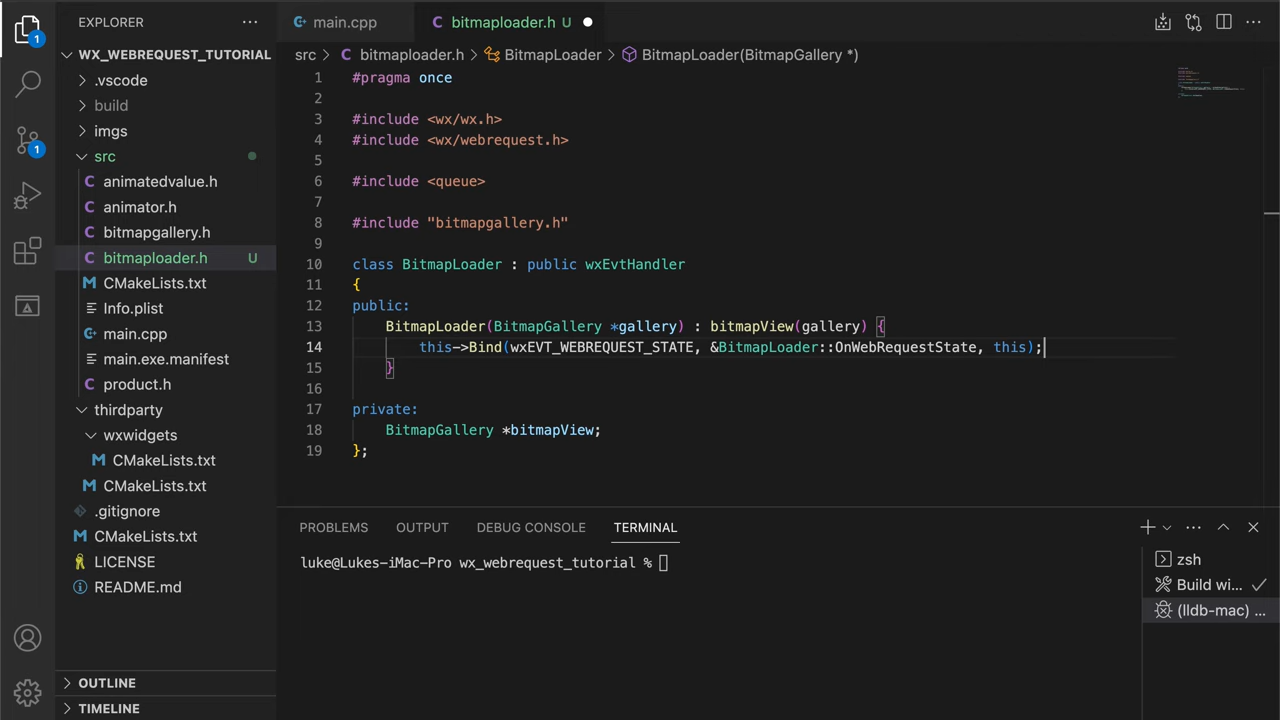 EXPLORER
WX_WEBREQUEST_TUTORIAL
.vscode
build
imgs
src
animatedvalue.h
animator.h
bitmapgallery.h
bitmaploader.h U
CMakeLists.txt
Info.plist
main.cpp
main.exe.manifest
product.h
thirdparty
wxwidgets
CMakeLists.txt
CMakeLists.txt
.gitignore
CMakeLists.txt
LICENSE
README.md
OUTLINE
TIMELINE
1
1
main.cpp
bitmaploader.h U
src > bitmaploader.h > BitmapLoader > BitmapLoader(BitmapGallery *)
1 #pragma once
2
3 #include <wx/wx.h>
4 #include <wx/webrequest.h>
5
6 #include <queue>
7
8 #include "bitmapgallery.h"
9
10 class BitmapLoader : public wxEvtHandler
11 {
12 public:
13 BitmapLoader(BitmapGallery *gallery) : bitmapView(gallery) {
14 this->Bind(wxEVT_WEBREQUEST_STATE, &BitmapLoader::OnWebRequestState, this);
15 }
16
17 private:
18 BitmapGallery *bitmapView;
19 };
PROBLEMS OUTPUT DEBUG CONSOLE TERMINAL
luke@Lukes-iMac-Pro wx_webrequest_tutorial %
zsh
Build wi...
(lldb-mac) ...